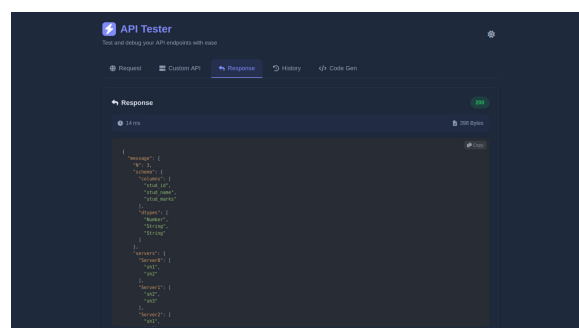 API Tester
Test and debug your API endpoints with ease
Request Custom API Response History </> Code Gen
Response 200
14 ms 398 Bytes
Copy
{
"message": {
"N": 3,
"schema": {
"columns": [
"stud_id",
"stud_name",
"stud_marks"
],
"dtypes": [
"Number",
"String",
"String"
]
},
"servers": {
"Server0": [
"sh1",
"sh2"
],
"Server1": [
"sh2",
"sh3"
],
"Server2": [
"sh1",